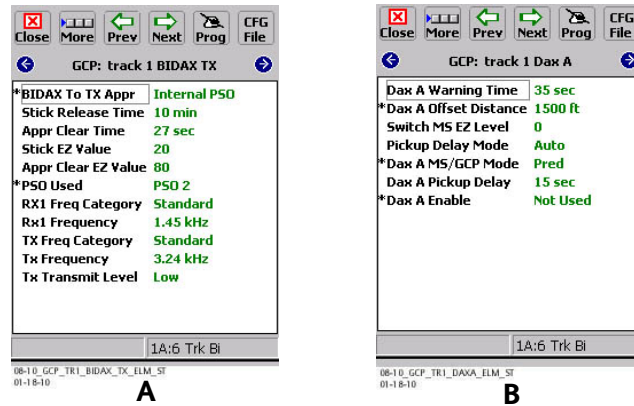 Close More Prev Next Prog CFG File
GCP: track 1 BIDAX TX
*BIDAX To TX Appr Internal PSO
Stick Release Time 10 min
Appr Clear Time 27 sec
Stick EZ Value 20
Appr Clear EZ Value 80
*PSO Used PSO 2
RX1 Freq Category Standard
Rx1 Frequency 1.45 kHz
TX Freq Category Standard
Tx Frequency 3.24 kHz
Tx Transmit Level Low
1A:6 Trk Bi
08-10_GCP_TR1_BIDAX_TX_ELM_ST
01-18-10
A
Close More Prev Next Prog CFG File
GCP: track 1 Dax A
Dax A Warning Time 35 sec
*Dax A Offset Distance 1500 ft
Switch MS EZ Level 0
Pickup Delay Mode Auto
*Dax A MS/GCP Mode Pred
Dax A Pickup Delay 15 sec
*Dax A Enable Not Used
1A:6 Trk Bi
08-10_GCP_TR1_DAXA_ELM_ST
01-18-10
B